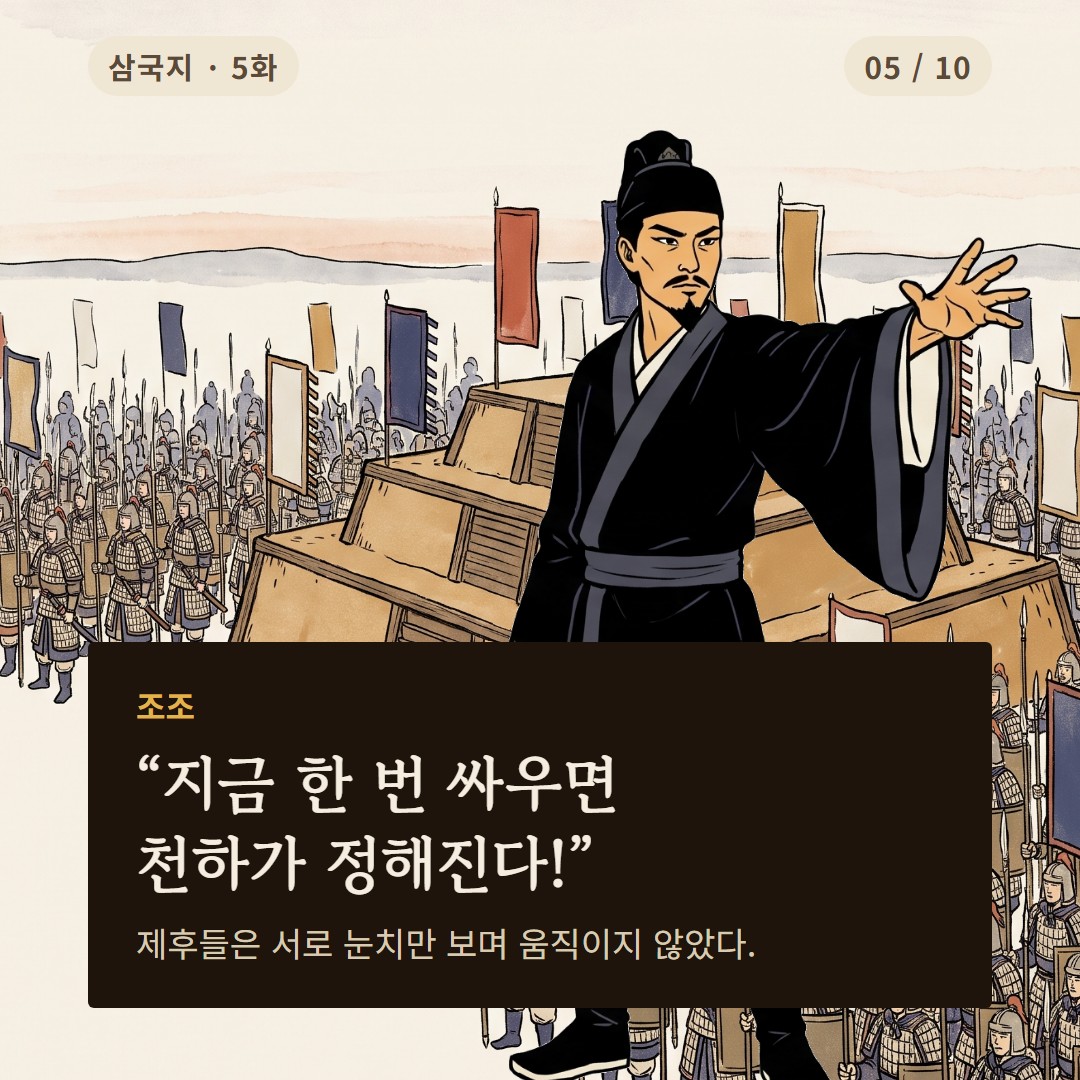 삼국지 · 5화
05 / 10
조조
“지금 한 번 싸우면
천하가 정해진다!”
제후들은 서로 눈치만 보며 움직이지 않았다.